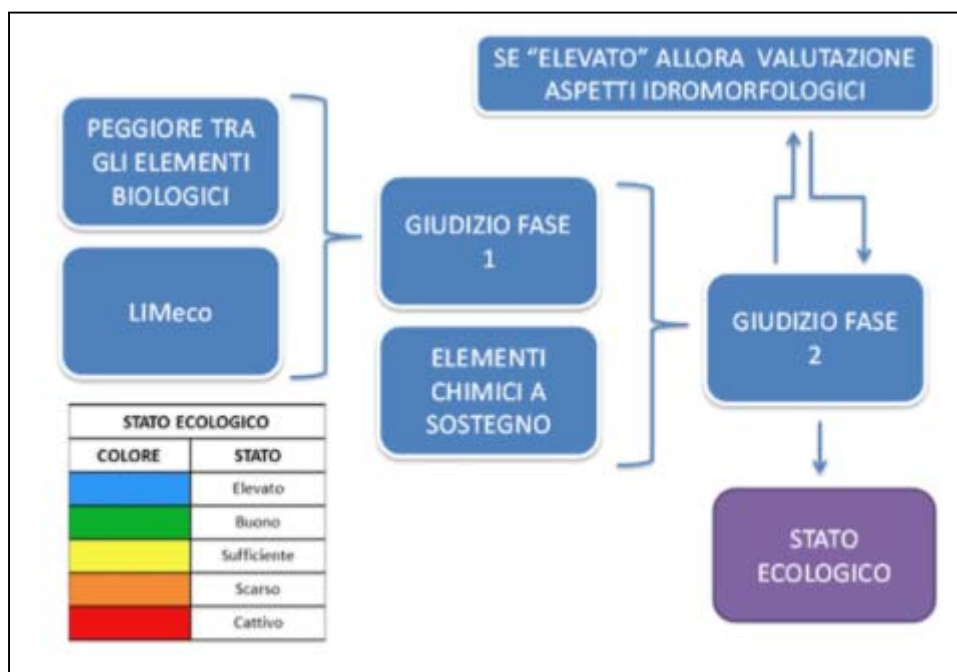 SE "ELEVATO" ALLORA VALUTAZIONE
ASPETTI IDROMORFOLOGICI
PEGGIORE TRA
GLI ELEMENTI
BIOLOGICI
LIMeco
GIUDIZIO FASE
1
ELEMENTI
CHIMICI A
SOSTEGNO
GIUDIZIO FASE
2
STATO
ECOLOGICO
STATO ECOLOGICO
COLORE STATO
Elevato
Buono
Sufficiente
Scarso
Cattivo